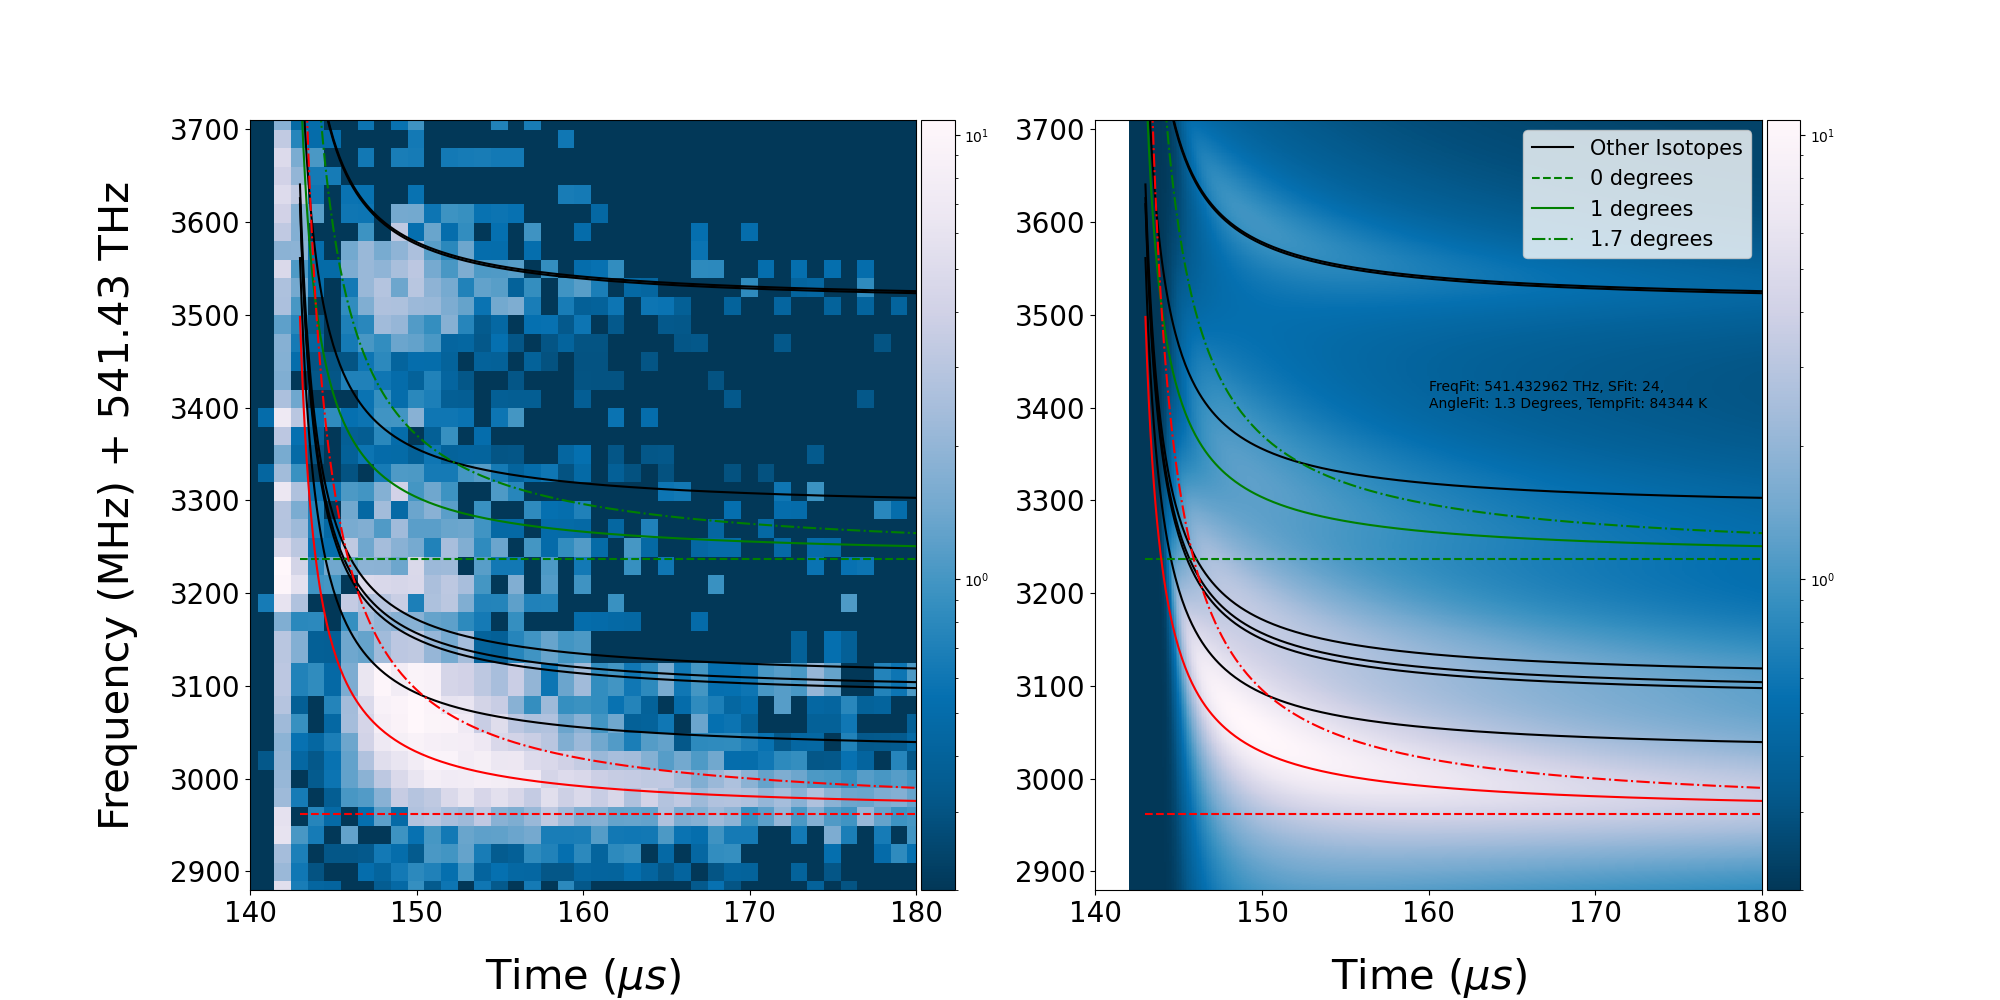 Frequency (MHz) + 541.43 THz
3700
3600
3500
3400
3300
3200
3100
3000
2900
140 150 160 170 180
Time (μs)
10¹
10⁰
3700
3600
3500
3400
3300
3200
3100
3000
2900
140 150 160 170 180
Time (μs)
Other Isotopes
0 degrees
1 degrees
1.7 degrees
FreqFit: 541.432962 THz, SFit: 24,
AngleFit: 1.3 Degrees, TempFit: 84344 K
10¹
10⁰